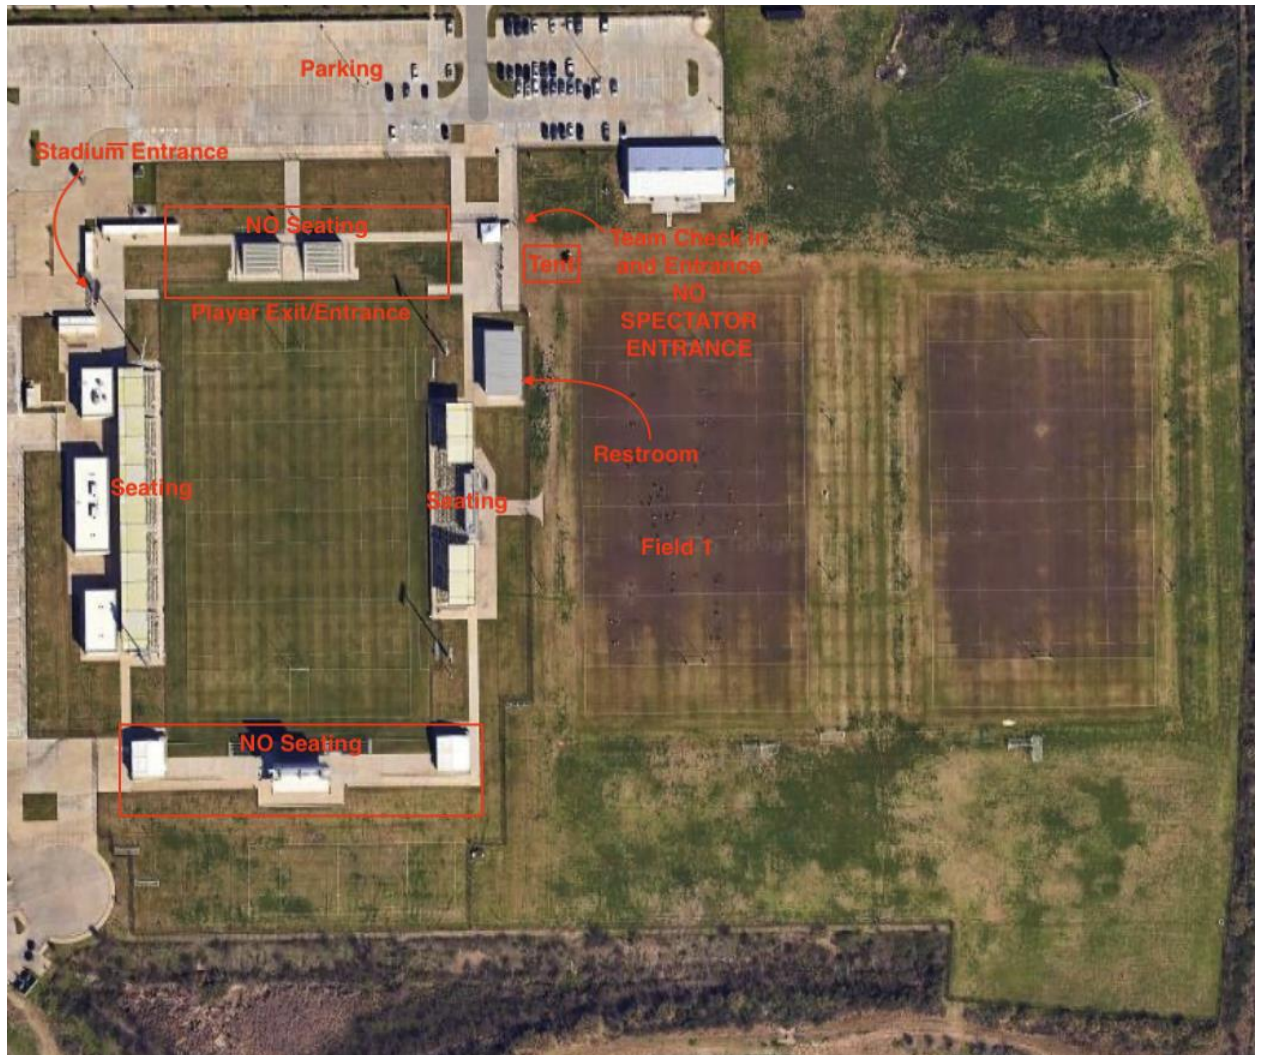 Parking
Stadium Entrance
NO Seating
Team Check in
and Entrance
NO
SPECTATOR
ENTRANCE
Tent
Player Exit/Entrance
Restroom
Seating
Seating
Field 1
NO Seating